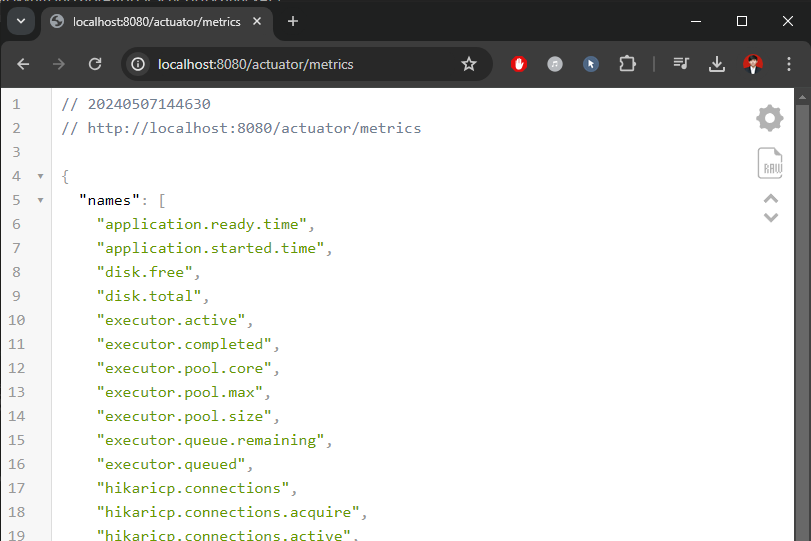 localhost:8080/actuator/metrics
localhost:8080/actuator/metrics
1 // 20240507144630
2 // http://localhost:8080/actuator/metrics
3
4 {
5 "names": [
6 "application.ready.time",
7 "application.started.time",
8 "disk.free",
9 "disk.total",
10 "executor.active",
11 "executor.completed",
12 "executor.pool.core",
13 "executor.pool.max",
14 "executor.pool.size",
15 "executor.queue.remaining",
16 "executor.queued",
17 "hikaricp.connections",
18 "hikaricp.connections.acquire",
19 "hikaricp.connections.active",
RAW